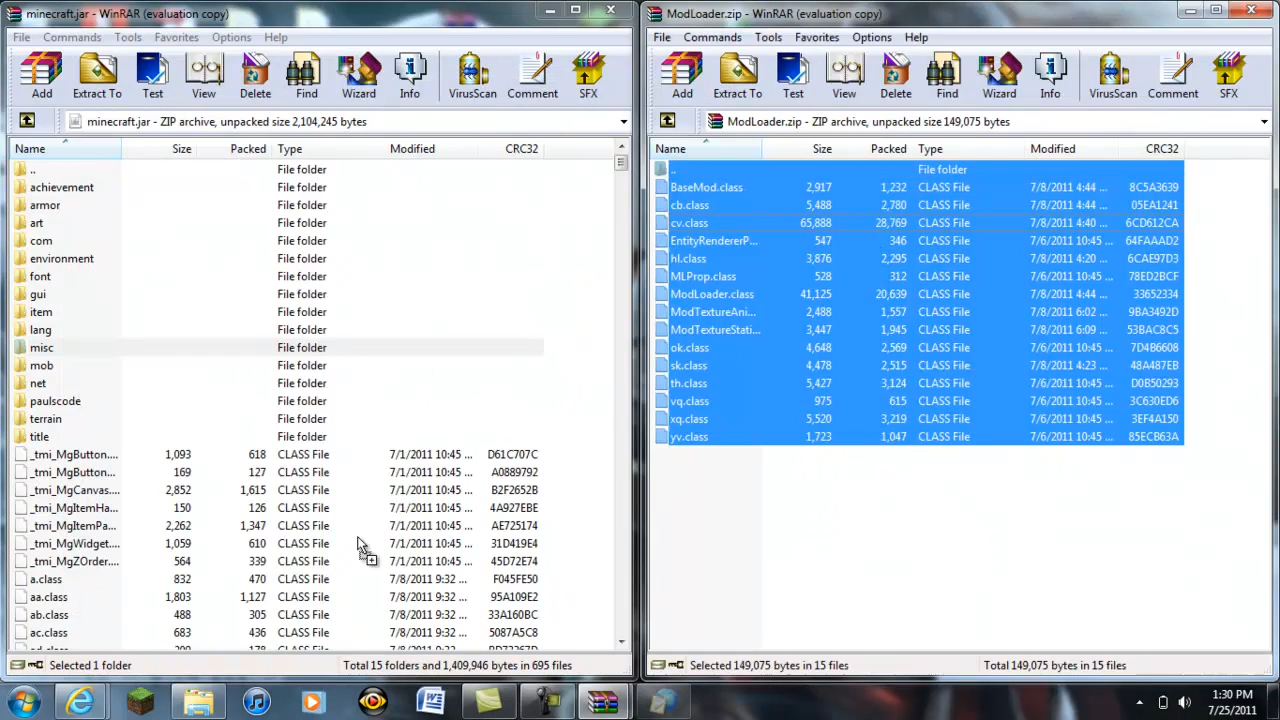 minecraft.jar - WinRAR (evaluation copy)
File Commands Tools Favorites Options Help
Add Extract To Test View Delete Find Wizard Info VirusScan Comment SFX
minecraft.jar - ZIP archive, unpacked size 2,104,245 bytes
Name Size Packed Type Modified CRC32
.. File folder
achievement File folder
armor File folder
art File folder
com File folder
environment File folder
font File folder
gui File folder
item File folder
lang File folder
misc File folder
mob File folder
net File folder
paulscode File folder
terrain File folder
title File folder
_tmi_MgButton.... 1,093 618 CLASS File 7/1/2011 10:45 ... D61C707C
_tmi_MgButton... 169 127 CLASS File 7/1/2011 10:45 ... A0889792
_tmi_MgCanvas.... 2,852 1,615 CLASS File 7/1/2011 10:45 ... B2F2652B
_tmi_MgItemHa... 150 126 CLASS File 7/1/2011 10:45 ... 4A927EBE
_tmi_MgItemPa... 2,262 1,347 CLASS File 7/1/2011 10:45 ... AE725174
_tmi_MgWidget.... 1,059 610 CLASS File 7/1/2011 10:45 ... 31D419E4
_tmi_MgZOrder.... 564 339 CLASS File 7/1/2011 10:45 ... 45D72E74
a.class 832 470 CLASS File 7/8/2011 9:32 ... F045FE50
aa.class 1,803 1,127 CLASS File 7/8/2011 9:32 ... 95A109E2
ab.class 488 305 CLASS File 7/8/2011 9:32 ... 33A160BC
ac.class 683 436 CLASS File 7/8/2011 9:32 ... 5087A5C8
Selected 1 folder Total 15 folders and 1,409,946 bytes in 695 files
ModLoader.zip - WinRAR (evaluation copy)
File Commands Tools Favorites Options Help
Add Extract To Test View Delete Find Wizard Info VirusScan Comment SFX
ModLoader.zip - ZIP archive, unpacked size 149,075 bytes
Name Size Packed Type Modified CRC32
.. File folder
BaseMod.class 2,917 1,232 CLASS File 7/8/2011 4:44 ... 8C5A3639
cb.class 5,488 2,780 CLASS File 7/8/2011 4:44 ... 05EA1241
cv.class 65,888 28,769 CLASS File 7/8/2011 4:40 ... 6CD612CA
EntityRendererP... 547 346 CLASS File 7/6/2011 10:45 ... 64FAAAD2
hl.class 3,876 2,295 CLASS File 7/8/2011 4:20 ... 6CAE97D3
MLProp.class 528 312 CLASS File 7/6/2011 10:45 ... 78ED2BCF
ModLoader.class 41,125 20,639 CLASS File 7/8/2011 4:44 ... 33652334
ModTextureAni... 2,488 1,557 CLASS File 7/8/2011 6:02 ... 9BA3492D
ModTextureStati... 3,447 1,945 CLASS File 7/8/2011 6:09 ... 53BAC8C5
ok.class 4,648 2,569 CLASS File 7/6/2011 10:45 ... 7D4B6608
sk.class 4,478 2,515 CLASS File 7/8/2011 4:23 ... 48A487EB
th.class 5,427 3,124 CLASS File 7/6/2011 10:45 ... D0B50293
vq.class 975 615 CLASS File 7/6/2011 10:45 ... 3C630ED6
xq.class 5,520 3,219 CLASS File 7/6/2011 10:45 ... 3EF4A150
yv.class 1,723 1,047 CLASS File 7/6/2011 10:45 ... 85ECB63A
Selected 149,075 bytes in 15 files Total 149,075 bytes in 15 files
1:30 PM
7/25/2011